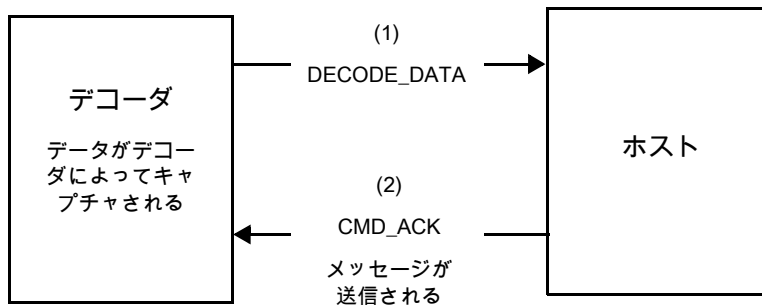 デコーダ
データがデコー
ダによってキャ
プチャされる
(1)
DECODE_DATA
(2)
CMD_ACK
メッセージが
送信される
ホスト